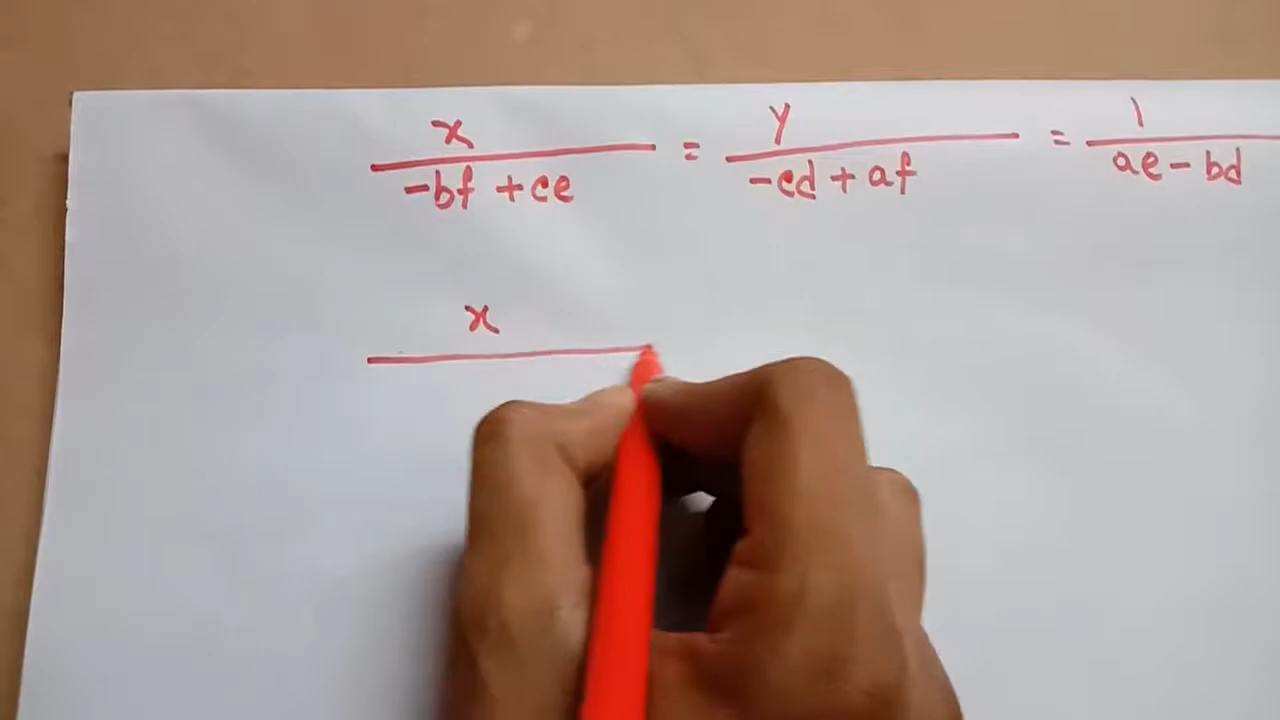 x / -bf + ce = y / -cd + af = 1 / ae - bd
x